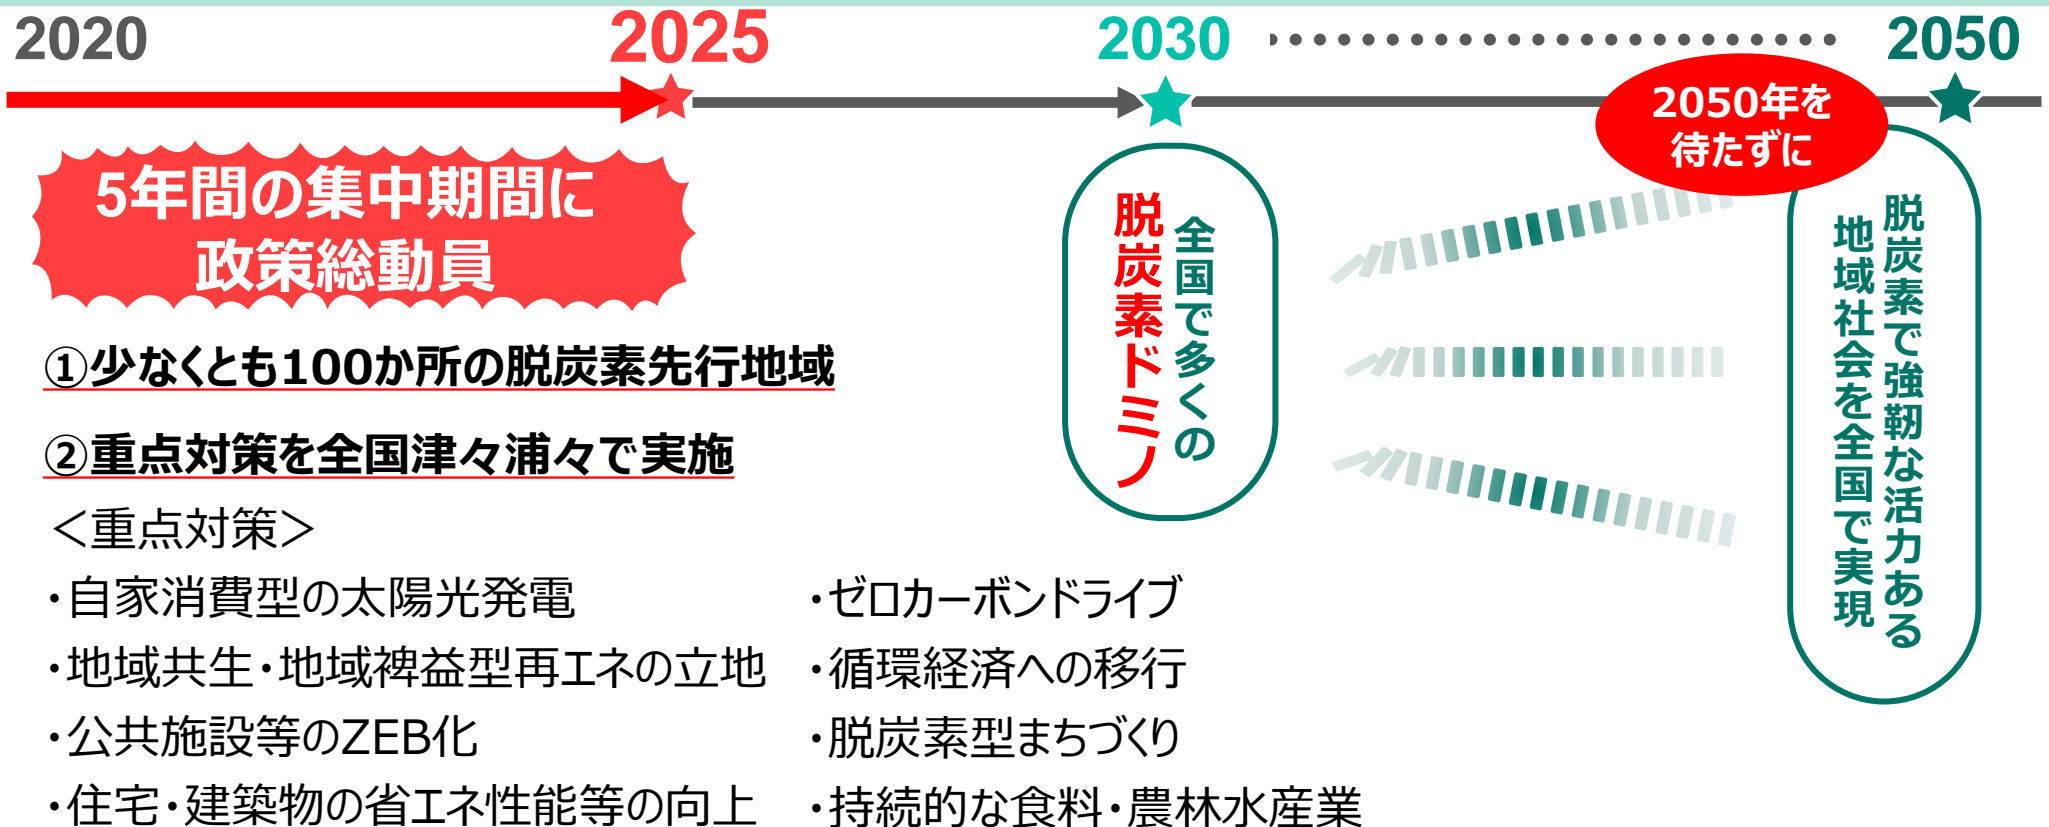 2020
2025
2030
2050
2050年を
待たずに
5年間の集中期間に
政策総動員
①少なくとも100か所の脱炭素先行地域
②重点対策を全国津々浦々で実施
＜重点対策＞
・自家消費型の太陽光発電
・地域共生・地域裨益型再エネの立地
・公共施設等のZEB化
・住宅・建築物の省エネ性能等の向上
・ゼロカーボンドライブ
・循環経済への移行
・脱炭素型まちづくり
・持続的な食料・農林水産業
全国で多くの
脱炭素ドミノ
脱炭素で強靭な活力ある
地域社会を全国で実現